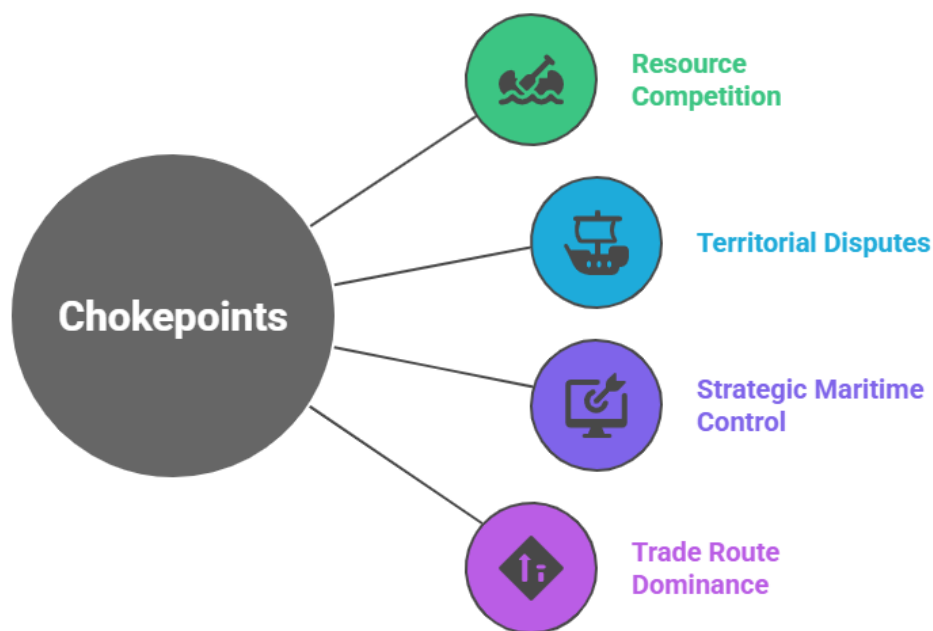 Resource
Competition
Territorial Disputes
Chokepoints
Strategic Maritime
Control
Trade Route
Dominance